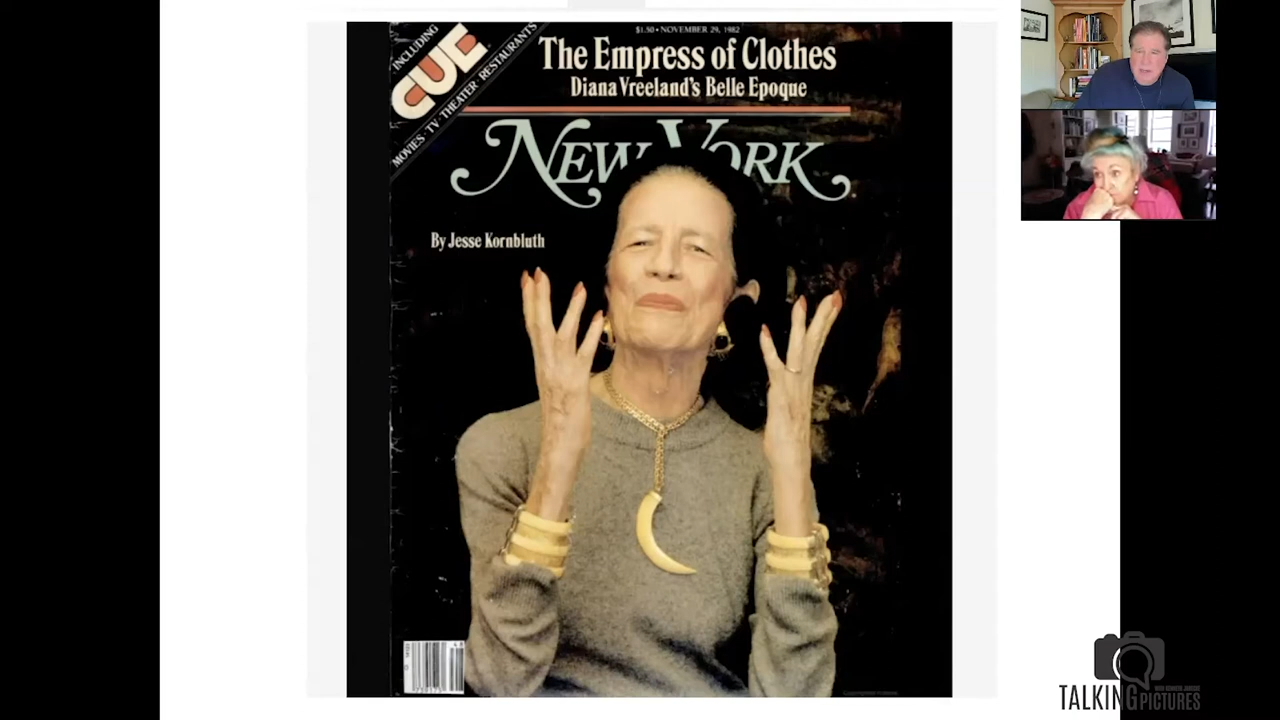 $1.50 • NOVEMBER 29, 1982
INCLUDING
CUE
MOVIES · TV · THEATER · RESTAURANTS
The Empress of Clothes
Diana Vreeland's Belle Epoque
NEW YORK
By Jesse Kornbluth
TALKING
PICTURES